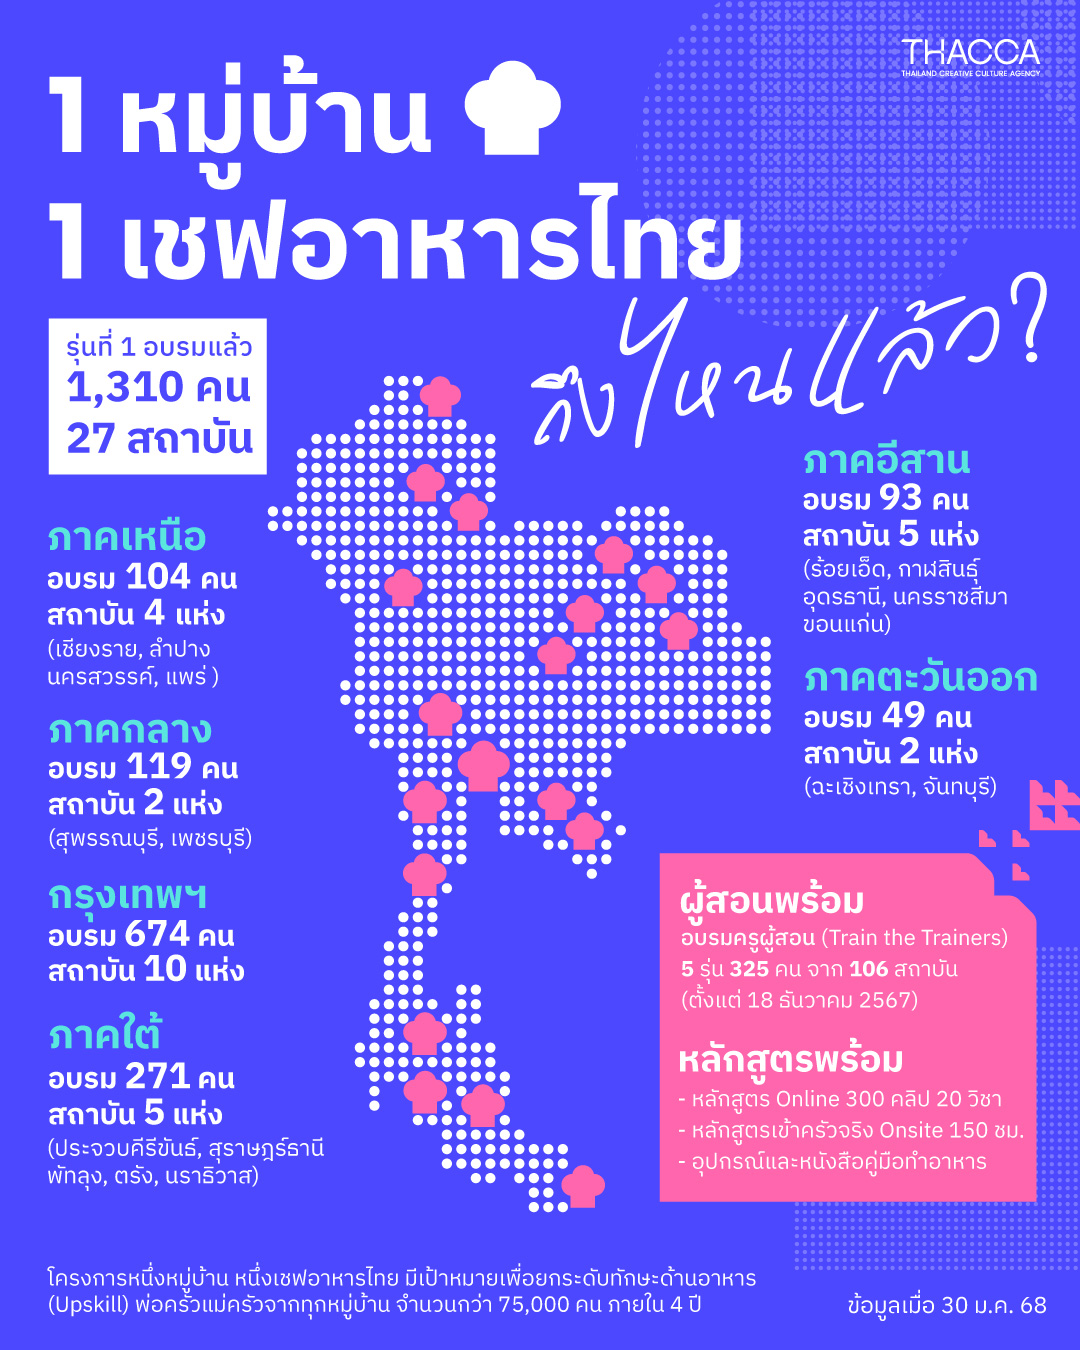 THACCA
THAILAND CREATIVE CULTURE AGENCY
1 หมู่บ้าน
1 เชฟอาหารไทย
ถึงไหนแล้ว?
รุ่นที่ 1 อบรมแล้ว
1,310 คน
27 สถาบัน
ภาคเหนือ
อบรม 104 คน
สถาบัน 4 แห่ง
(เชียงราย, ลำปาง
นครสวรรค์, แพร่ )
ภาคกลาง
อบรม 119 คน
สถาบัน 2 แห่ง
(สุพรรณบุรี, เพชรบุรี)
กรุงเทพฯ
อบรม 674 คน
สถาบัน 10 แห่ง
ภาคใต้
อบรม 271 คน
สถาบัน 5 แห่ง
(ประจวบคีรีขันธ์, สุราษฎร์ธานี
พัทลุง, ตรัง, นราธิวาส)
ภาคอีสาน
อบรม 93 คน
สถาบัน 5 แห่ง
(ร้อยเอ็ด, กาฬสินธุ์
อุดรธานี, นครราชสีมา
ขอนแก่น)
ภาคตะวันออก
อบรม 49 คน
สถาบัน 2 แห่ง
(ฉะเชิงเทรา, จันทบุรี)
ผู้สอนพร้อม
อบรมครูผู้สอน (Train the Trainers)
5 รุ่น 325 คน จาก 106 สถาบัน
(ตั้งแต่ 18 ธันวาคม 2567)
หลักสูตรพร้อม
- หลักสูตร Online 300 คลิป 20 วิชา
- หลักสูตรเข้าครัวจริง Onsite 150 ชม.
- อุปกรณ์และหนังสือคู่มือทำอาหาร
โครงการหนึ่งหมู่บ้าน หนึ่งเชฟอาหารไทย มีเป้าหมายเพื่อยกระดับทักษะด้านอาหาร
(Upskill) พ่อครัวแม่ครัวจากทุกหมู่บ้าน จำนวนกว่า 75,000 คน ภายใน 4 ปี
ข้อมูลเมื่อ 30 ม.ค. 68